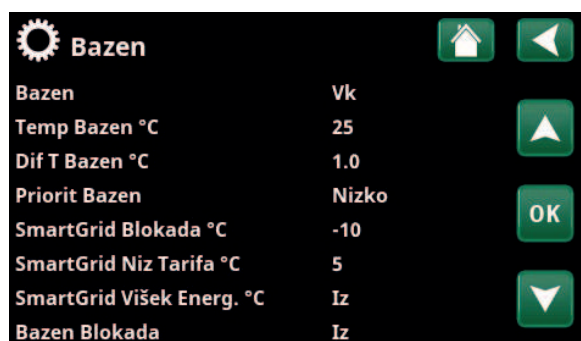 Bazen
Bazen Vk
Temp Bazen °C 25
Dif T Bazen °C 1.0
Priorit Bazen Nizko
SmartGrid Blokada °C -10
SmartGrid Niz Tarifa °C 5
SmartGrid Višek Energ. °C Iz
Bazen Blokada Iz
OK